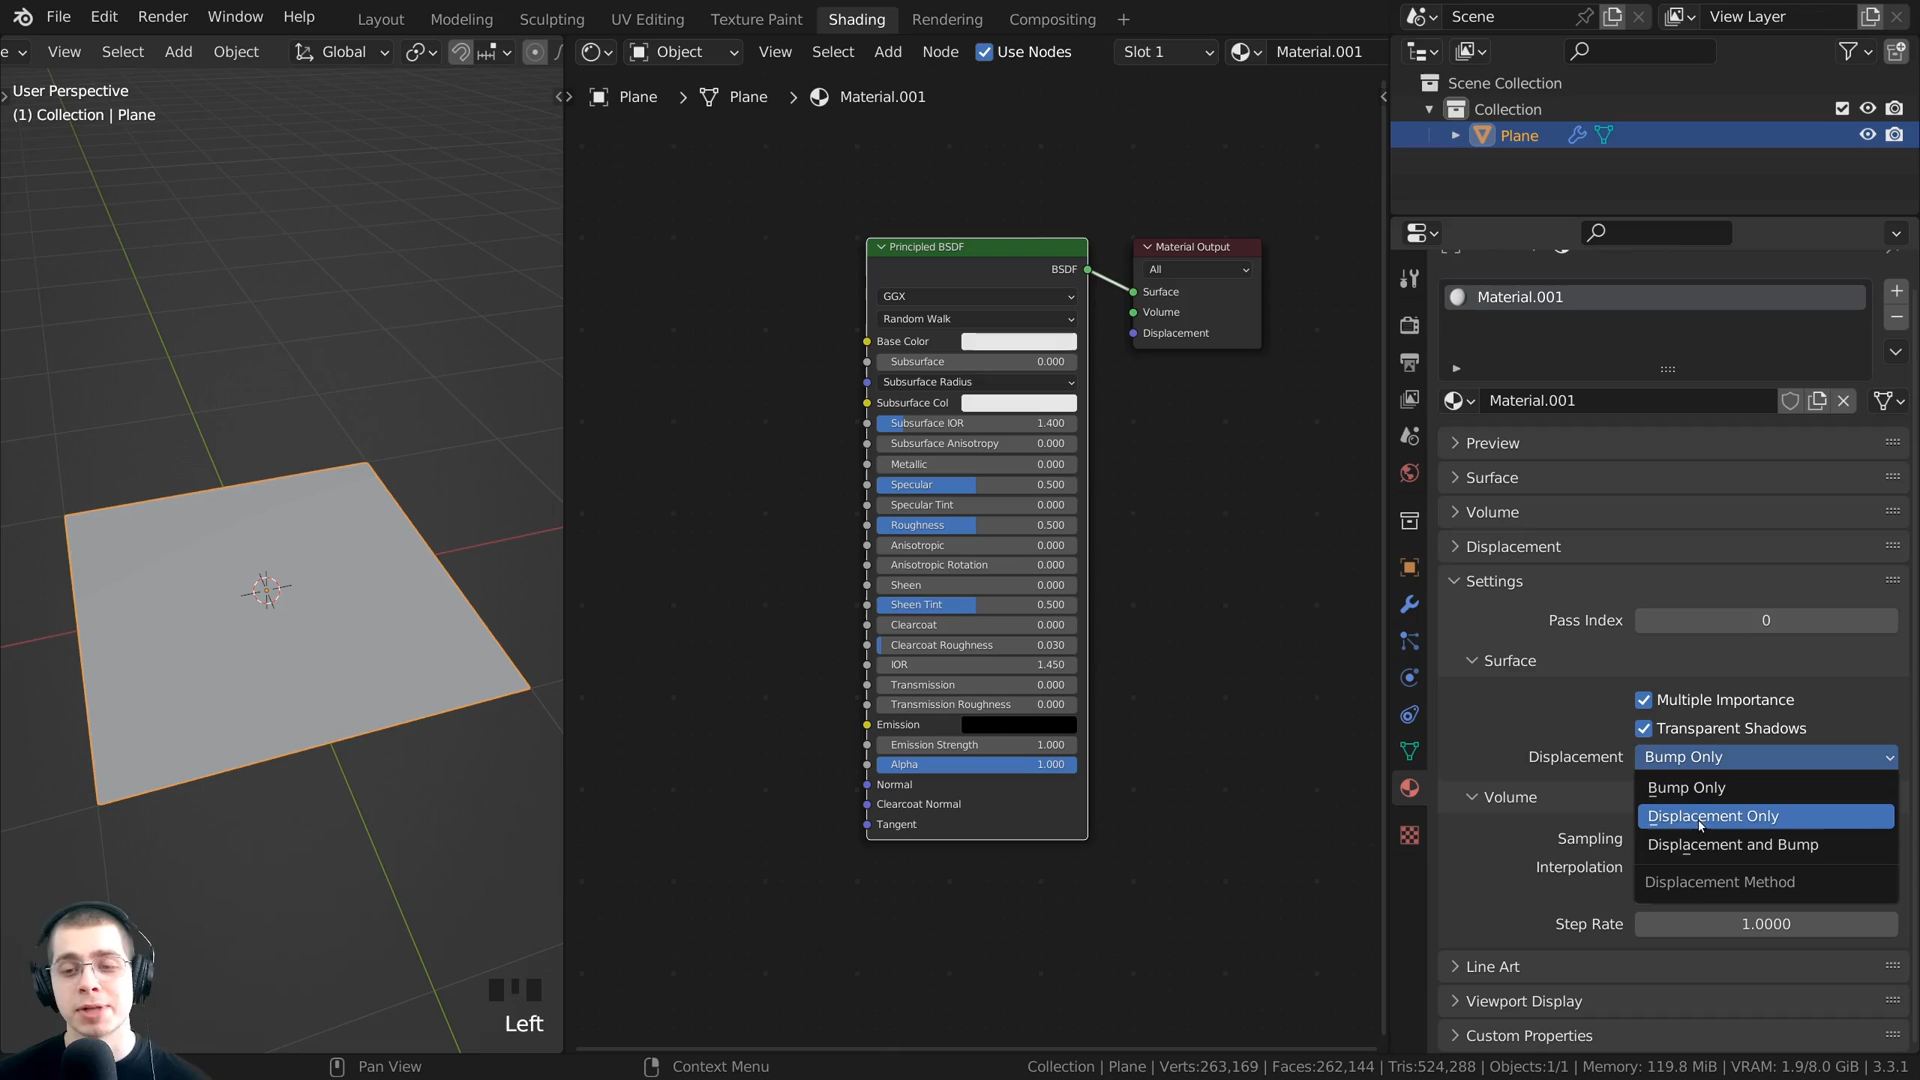 File Edit Render Window Help Layout Modeling Sculpting UV Editing Texture Paint Shading Rendering Compositing + Scene View Layer
e View Select Add Object Global Object View Select Add Node Use Nodes Slot 1 Material.001
User Perspective
(1) Collection | Plane
Plane > Plane > Material.001
Scene Collection
Collection
Plane
Principled BSDF
BSDF
GGX
Random Walk
Base Color
Subsurface 0.000
Subsurface Radius
Subsurface Col
Subsurface IOR 1.400
Subsurface Anisotropy 0.000
Metallic 0.000
Specular 0.500
Specular Tint 0.000
Roughness 0.500
Anisotropic 0.000
Anisotropic Rotation 0.000
Sheen 0.000
Sheen Tint 0.500
Clearcoat 0.000
Clearcoat Roughness 0.030
IOR 1.450
Transmission 0.000
Transmission Roughness 0.000
Emission
Emission Strength 1.000
Alpha 1.000
Normal
Clearcoat Normal
Tangent
Material Output
All
Surface
Volume
Displacement
Material.001
Material.001
Preview
Surface
Volume
Displacement
Settings
Pass Index 0
Surface
Multiple Importance
Transparent Shadows
Displacement Bump Only
Bump Only
Volume
Displacement Only
Sampling
Displacement and Bump
Interpolation
Displacement Method
Step Rate 1.0000
Line Art
Viewport Display
Custom Properties
Left
Pan View Context Menu Collection | Plane | Verts:263,169 | Faces:262,144 | Tris:524,288 | Objects:1/1 | Memory: 119.8 MiB | VRAM: 1.9/8.0 GiB | 3.3.1